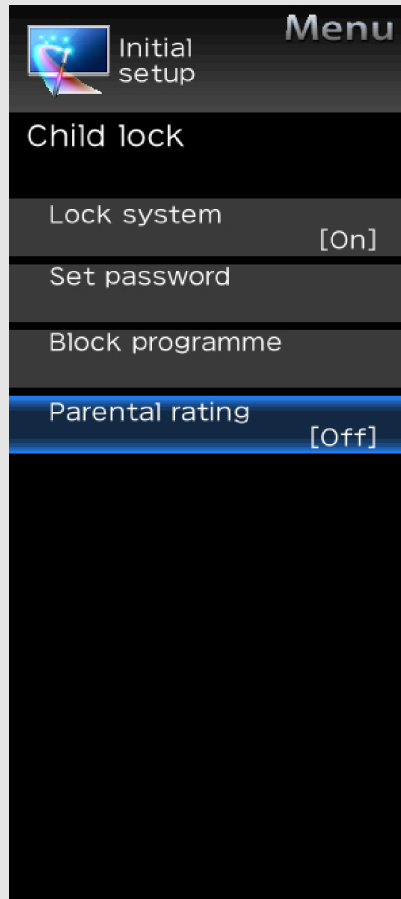 Menu
Initial
setup
Child lock
Lock system
[On]
Set password
Block programme
Parental rating
[Off]